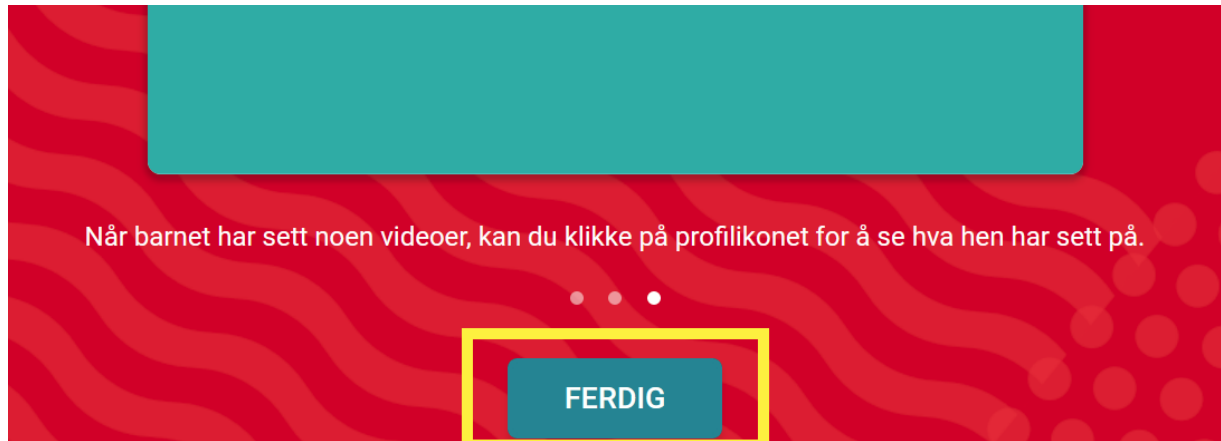 Når barnet har sett noen videoer, kan du klikke på profilikonet for å se hva hen har sett på.
FERDIG